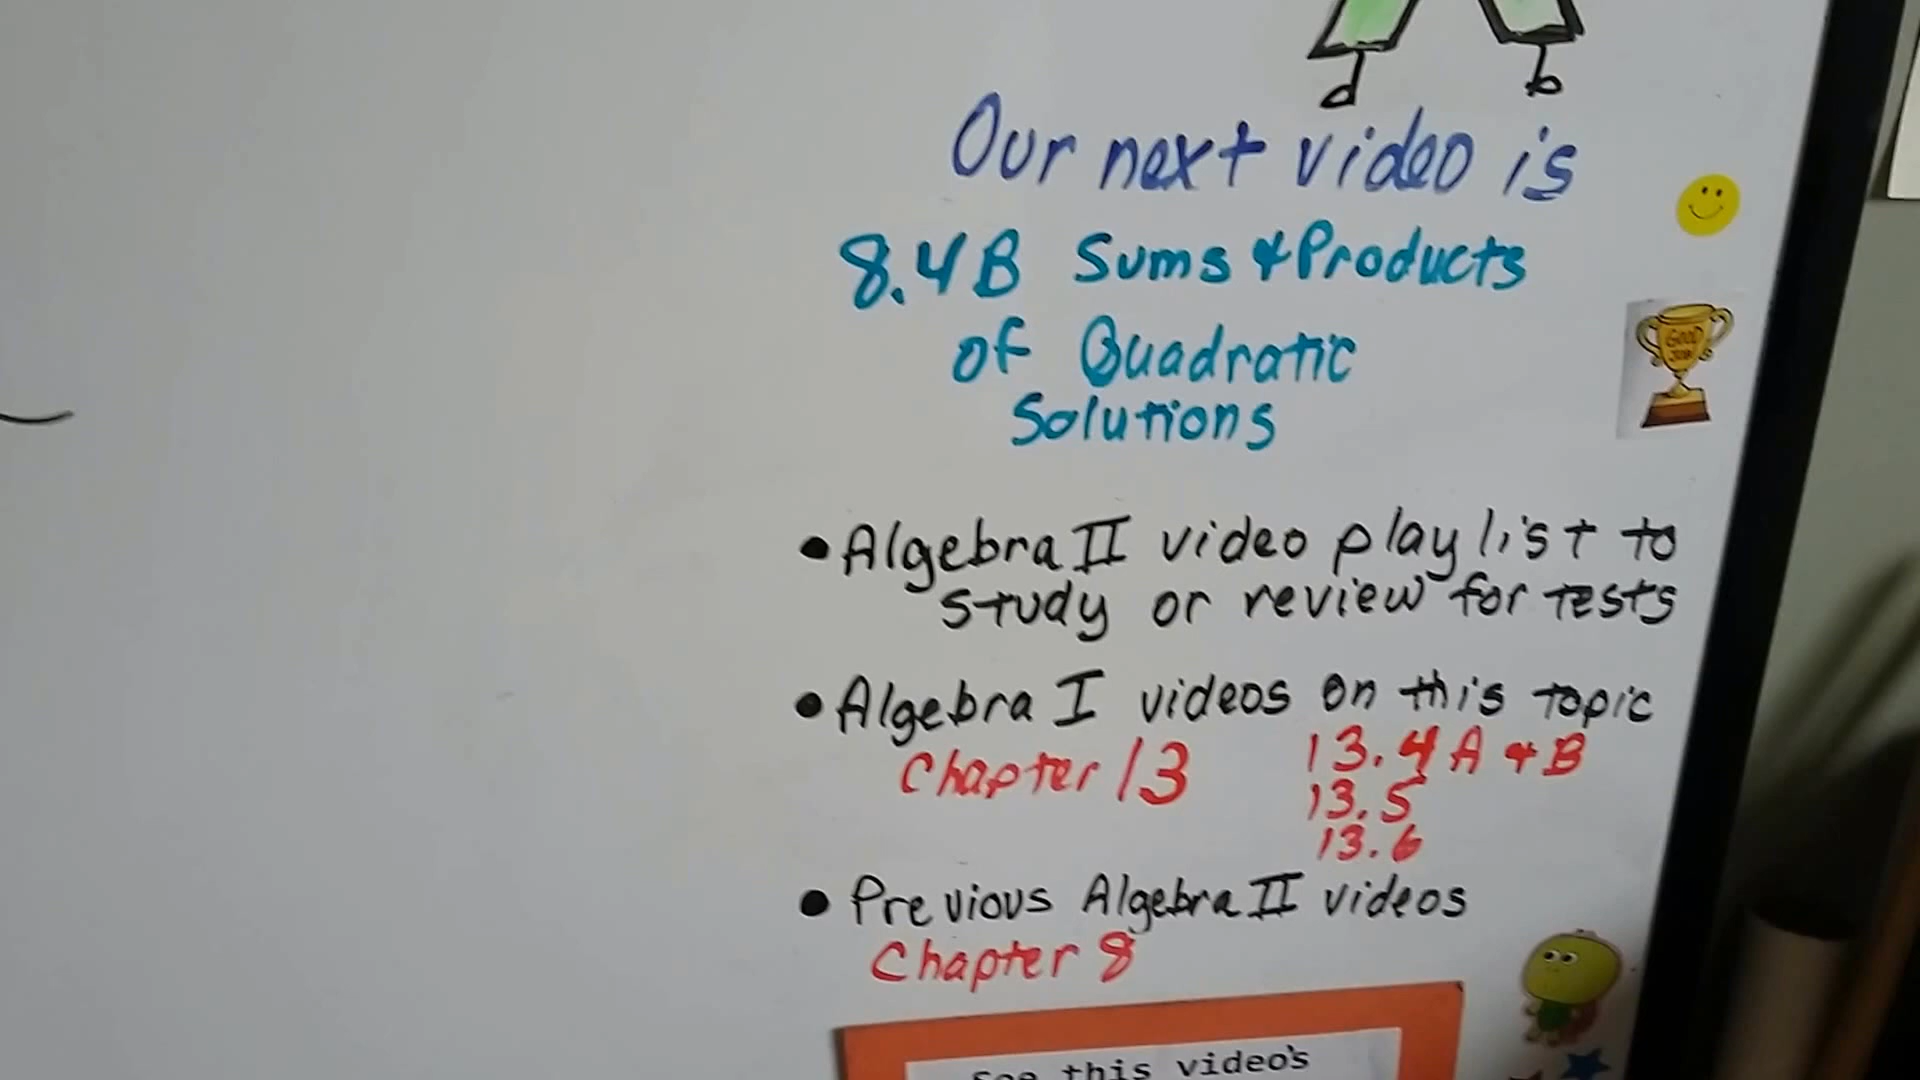 d b
Our next video is
8.4B Sums & Products
of Quadratic
Solutions
GOOD
JOB!
• Algebra II video playlist to
study or review for tests
• Algebra I videos on this topic
Chapter 13 13.4 A & B
13.5
13.6
• Previous Algebra II videos
Chapter 8
See this video's